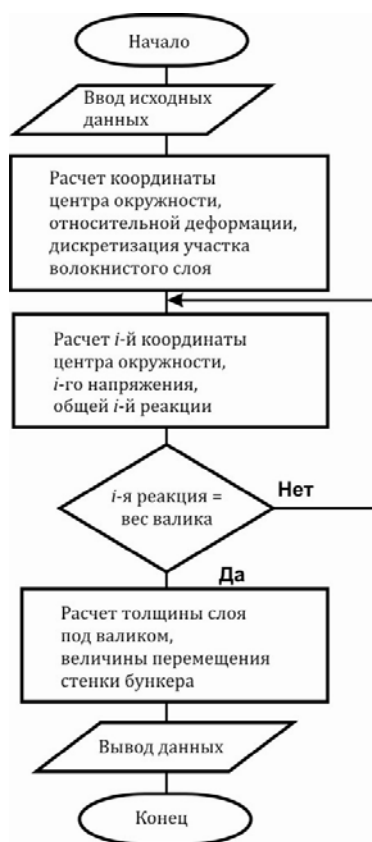 Начало
Ввод исходных
данных
Расчет координаты
центра окружности,
относительной деформации,
дискретизация участка
волокнистого слоя
Расчет i-й координаты
центра окружности,
i-го напряжения,
общей i-й реакции
i-я реакция =
вес валика
Нет
Да
Расчет толщины слоя
под валиком,
величины перемещения
стенки бункера
Вывод данных
Конец